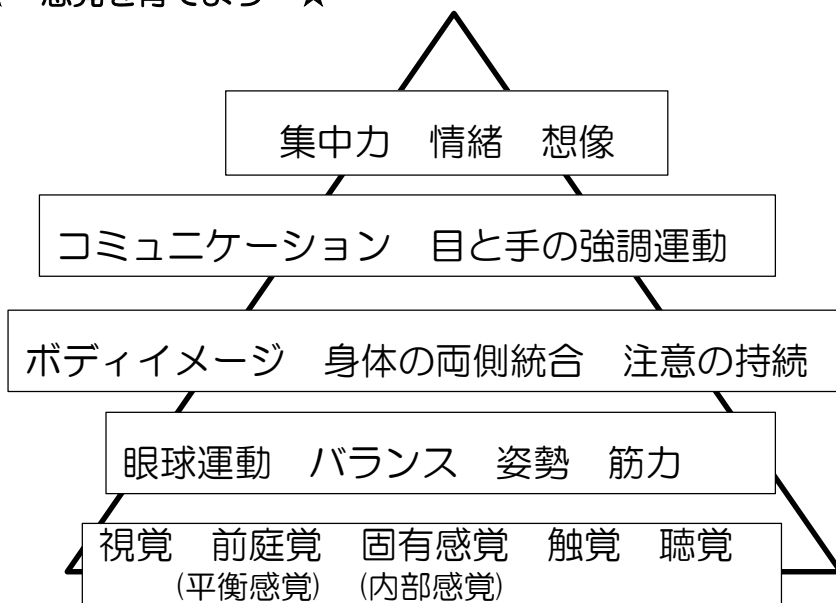 感覚を育てよう ★
集中力 情緒 想像
コミュニケーション 目と手の強調運動
ボディイメージ 身体の両側統合 注意の持続
眼球運動 バランス 姿勢 筋力
視覚 前庭覚 固有感覚 触覚 聴覚
(平衡感覚) (内部感覚)